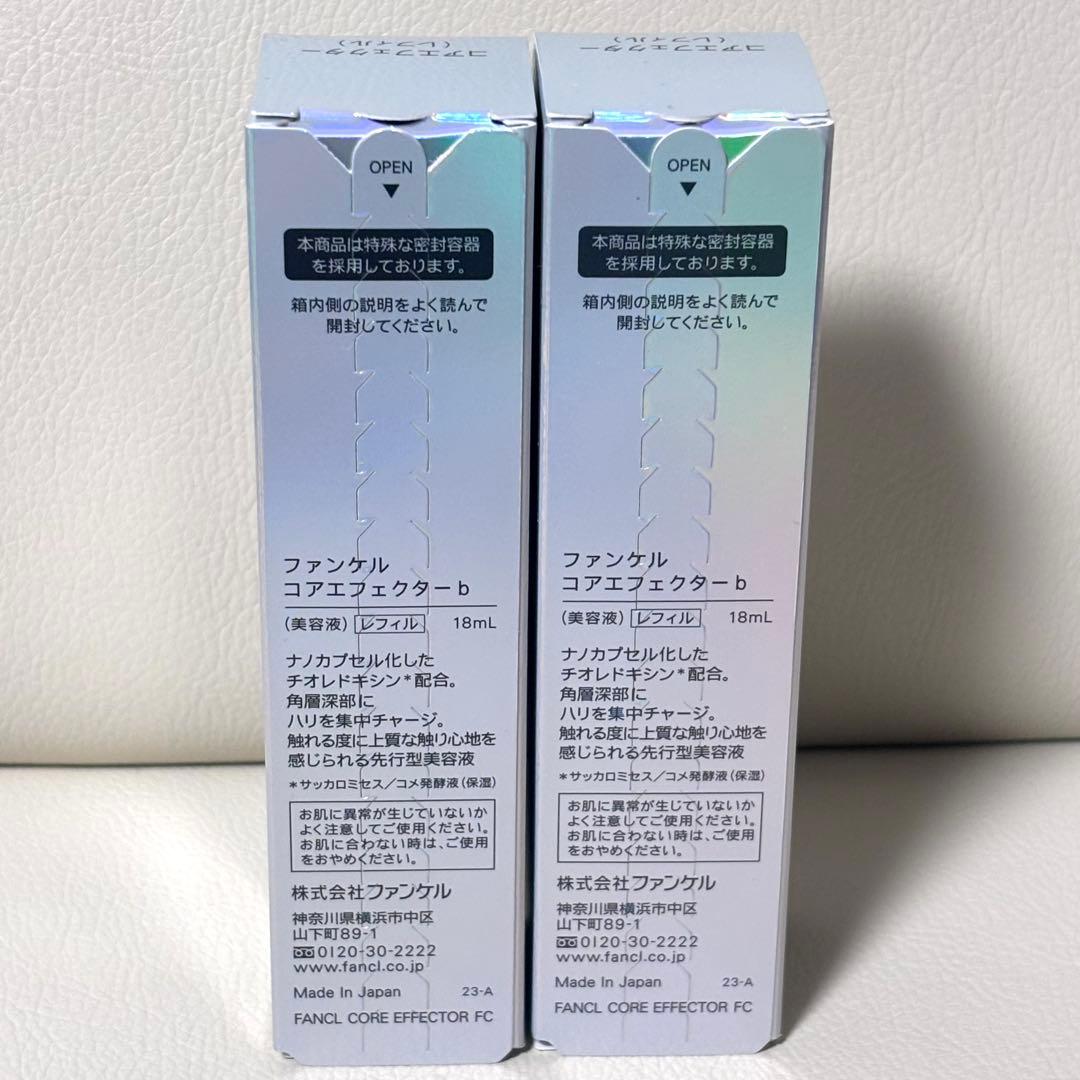 コアエフェクター
（レフィル）
OPEN
本商品は特殊な密封容器
を採用しております。
箱内側の説明をよく読んで
開封してください。
ファンケル
コアエフェクターb
（美容液） レフィル 18mL
ナノカプセル化した
チオレドキシン＊配合。
角層深部に
ハリを集中チャージ。
触れる度に上質な触り心地を
感じられる先行型美容液
＊サッカロミセス／コメ発酵液（保湿）
お肌に異常が生じていないか
よく注意してご使用ください。
お肌に合わない時は、ご使用
をおやめください。
株式会社ファンケル
神奈川県横浜市中区
山下町89-1
0120-30-2222
www.fancl.co.jp
Made In Japan 23-A
FANCL CORE EFFECTOR FC
コアエフェクター
（レフィル）
OPEN
本商品は特殊な密封容器
を採用しております。
箱内側の説明をよく読んで
開封してください。
ファンケル
コアエフェクターb
（美容液） レフィル 18mL
ナノカプセル化した
チオレドキシン＊配合。
角層深部に
ハリを集中チャージ。
触れる度に上質な触り心地を
感じられる先行型美容液
＊サッカロミセス／コメ発酵液（保湿）
お肌に異常が生じていないか
よく注意してご使用ください。
お肌に合わない時は、ご使用
をおやめください。
株式会社ファンケル
神奈川県横浜市中区
山下町89-1
0120-30-2222
www.fancl.co.jp
Made In Japan 23-A
FANCL CORE EFFECTOR FC